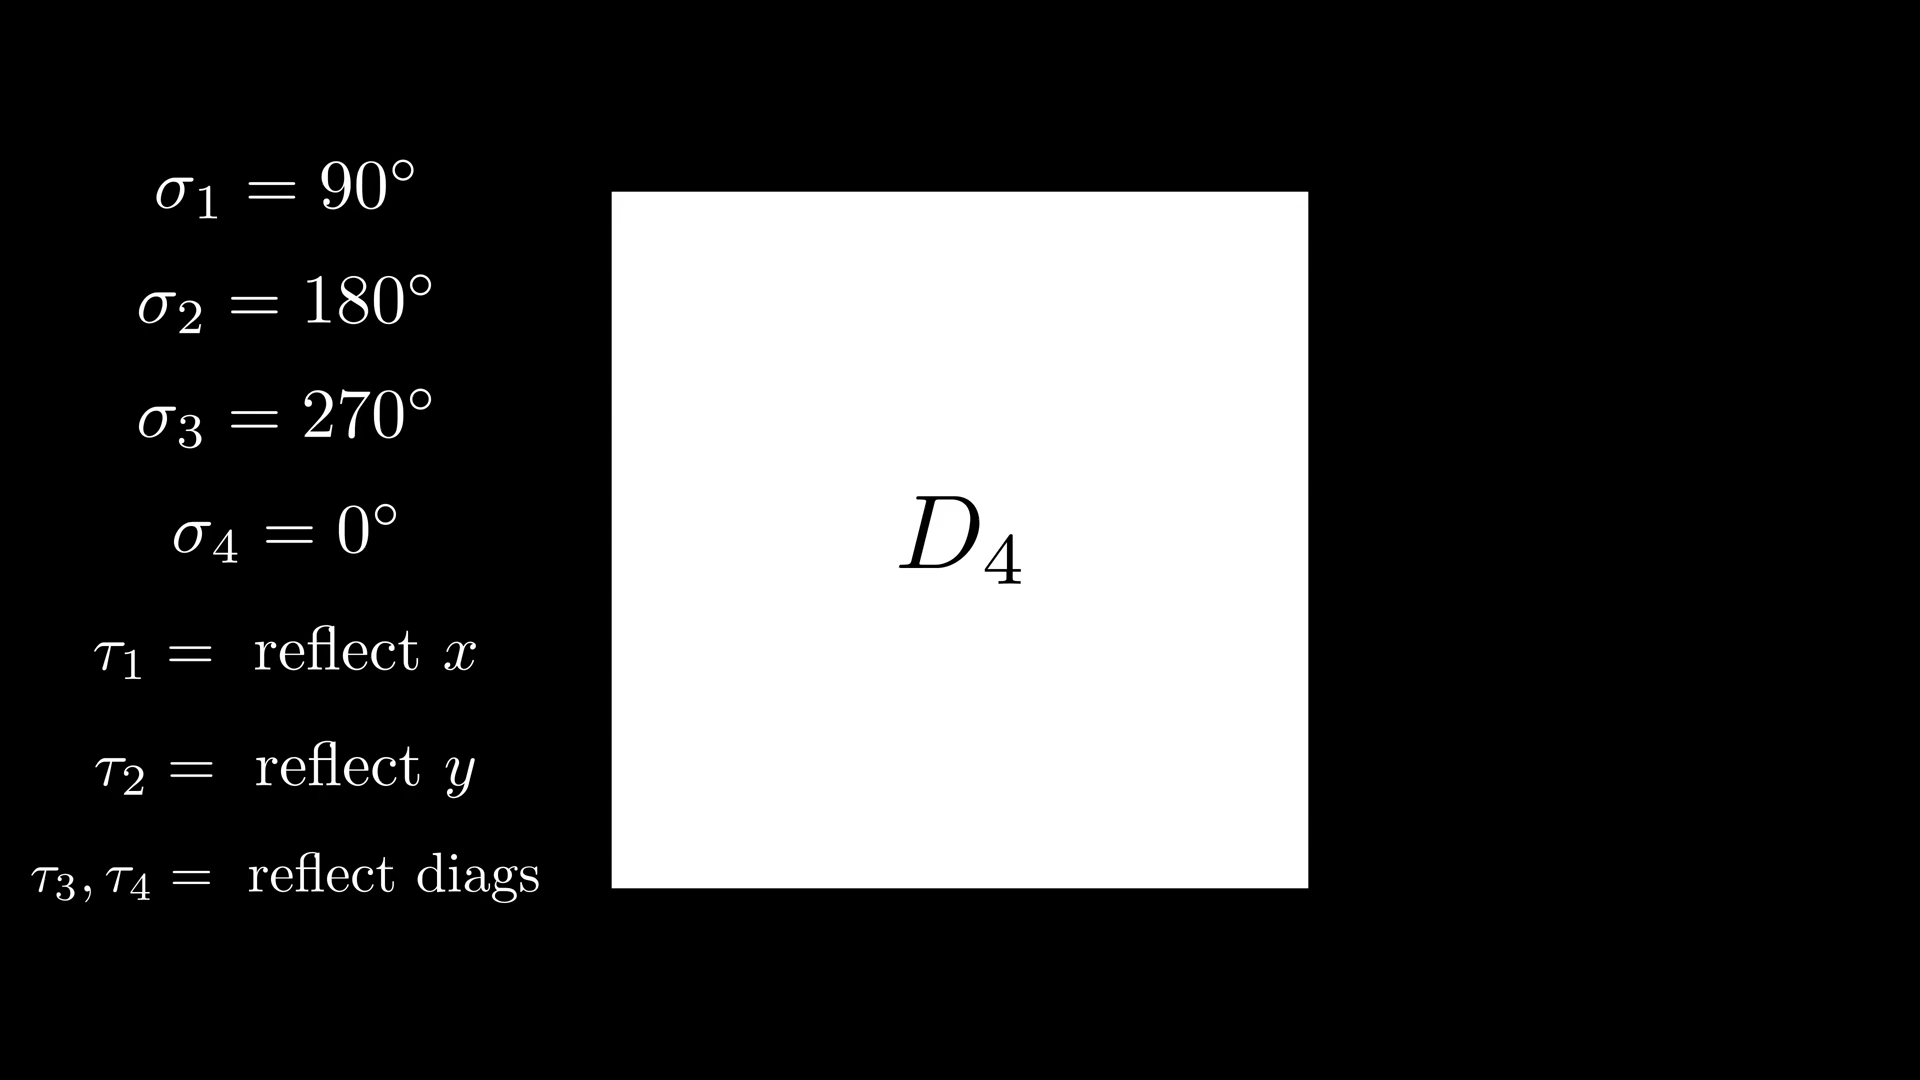 σ₁ = 90°
σ₂ = 180°
σ₃ = 270°
σ₄ = 0°
τ₁ = reflect x
τ₂ = reflect y
τ₃, τ₄ = reflect diags
D₄